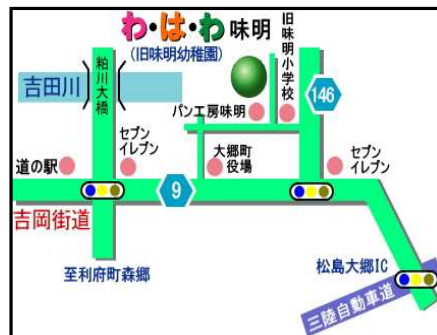 わ・は・わ味明
(旧味明幼稚園)
旧味明小学校
粕川大橋
吉田川
146
パン工房味明
セブン
イレブン
大郷町
役場
セブン
イレブン
道の駅
9
吉岡街道
至利府町森郷
松島大郷IC
三陸自動車道